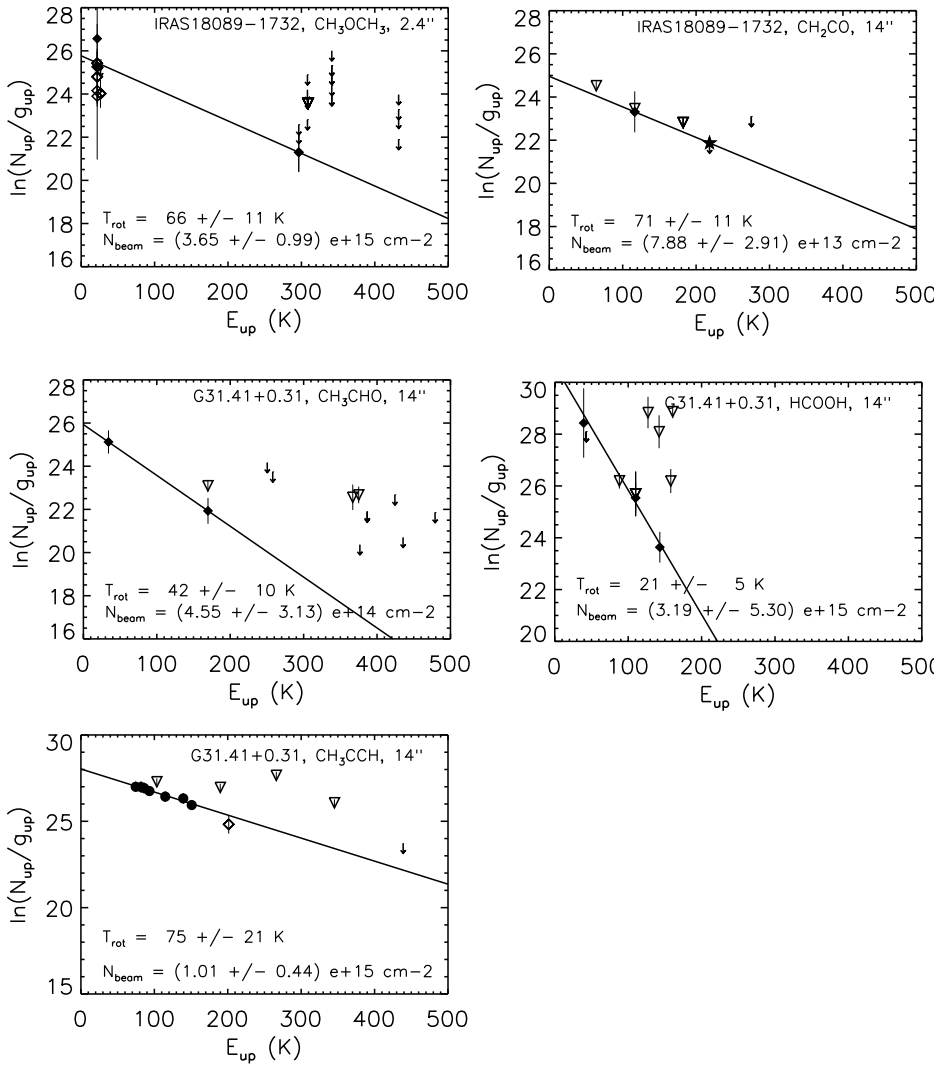 IRAS18089−1732, CH₃OCH₃, 2.4''
28
26
24
22
20
18
16
ln(Nup/gup)
Trot = 66 +/− 11 K
Nbeam = (3.65 +/− 0.99) e+15 cm−2
0 100 200 300 400 500
Eup (K)
IRAS18089−1732, CH₂CO, 14''
28
26
24
22
20
18
16
ln(Nup/gup)
Trot = 71 +/− 11 K
Nbeam = (7.88 +/− 2.91) e+13 cm−2
0 100 200 300 400 500
Eup (K)
G31.41+0.31, CH₃CHO, 14''
28
26
24
22
20
18
16
ln(Nup/gup)
Trot = 42 +/− 10 K
Nbeam = (4.55 +/− 3.13) e+14 cm−2
0 100 200 300 400 500
Eup (K)
G31.41+0.31, HCOOH, 14''
30
28
26
24
22
20
ln(Nup/gup)
Trot = 21 +/− 5 K
Nbeam = (3.19 +/− 5.30) e+15 cm−2
0 100 200 300 400 500
Eup (K)
G31.41+0.31, CH₃CCH, 14''
30
25
20
15
ln(Nup/gup)
Trot = 75 +/− 21 K
Nbeam = (1.01 +/− 0.44) e+15 cm−2
0 100 200 300 400 500
Eup (K)